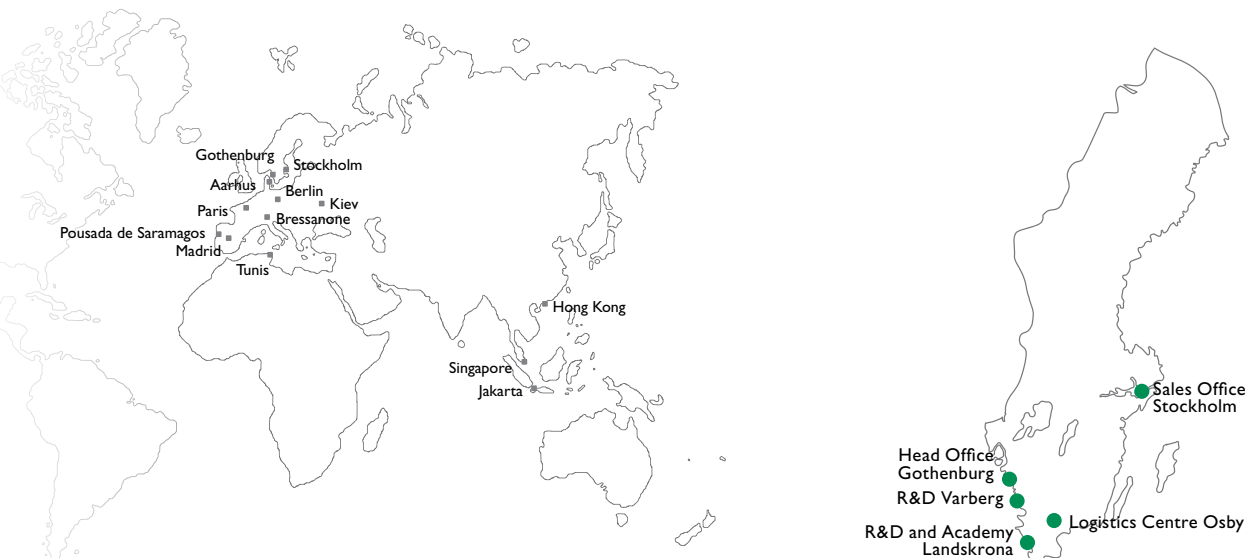 Gothenburg
Stockholm
Aarhus
Berlin
Kiev
Paris
Bressanone
Pousada de Saramagos
Madrid
Tunis
Hong Kong
Singapore
Jakarta
Sales Office
Stockholm
Head Office
Gothenburg
R&D Varberg
Logistics Centre Osby
R&D and Academy
Landskrona